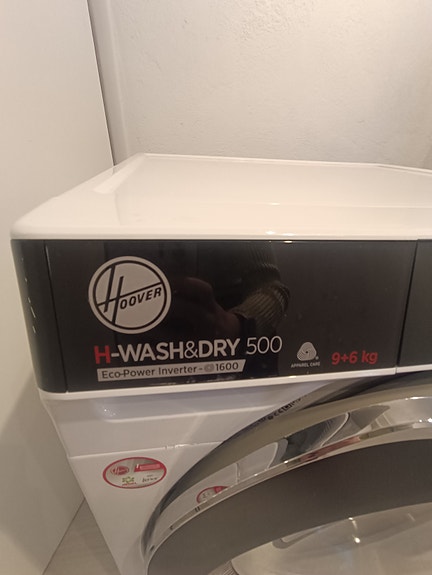 HOOVER
H-WASH&DRY 500
Eco-Power Inverter - 1600
APPAREL CARE
9+6 kg